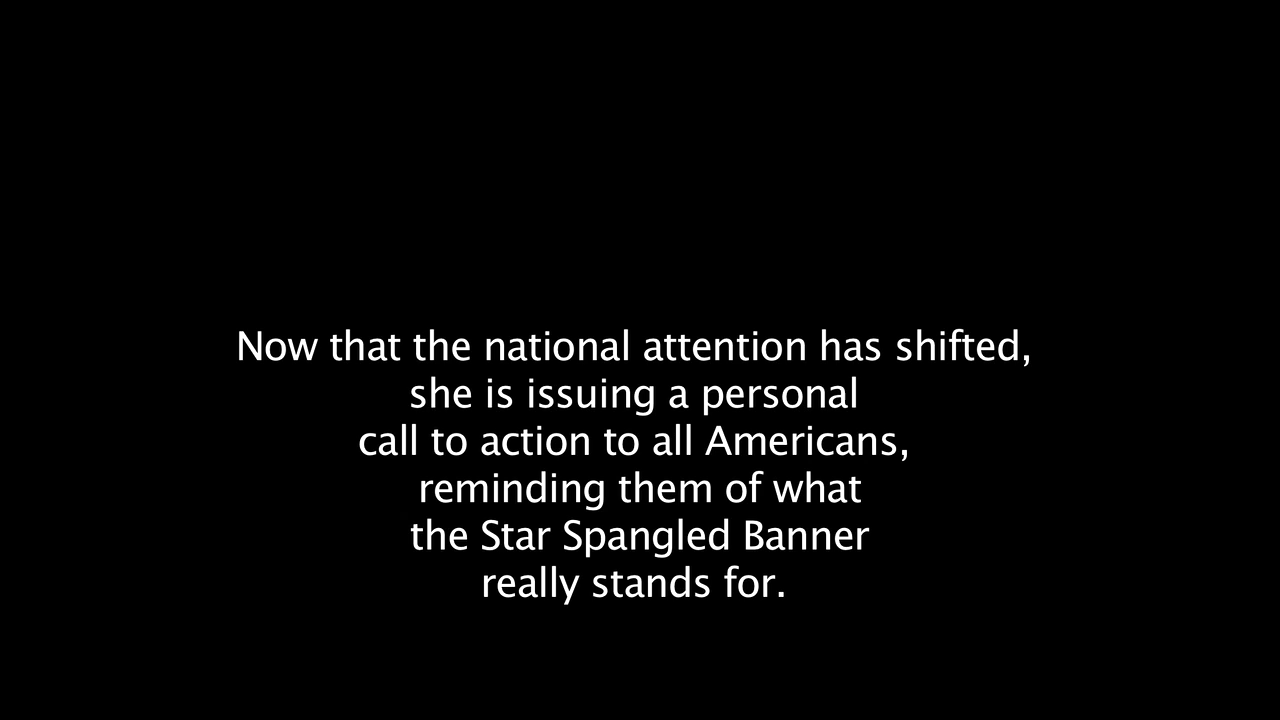 Now that the national attention has shifted,
she is issuing a personal
call to action to all Americans,
reminding them of what
the Star Spangled Banner
really stands for.